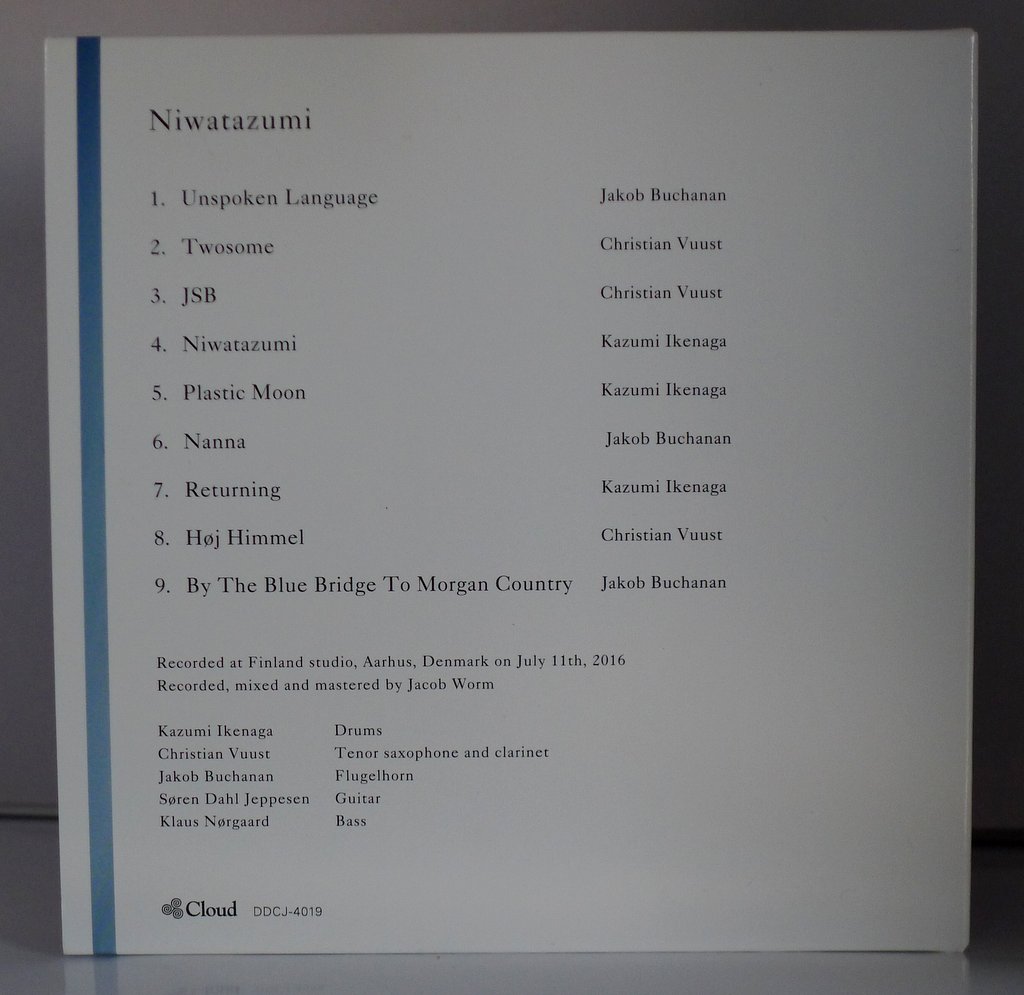 Niwatazumi
1. Unspoken Language Jakob Buchanan
2. Twosome Christian Vuust
3. JSB Christian Vuust
4. Niwatazumi Kazumi Ikenaga
5. Plastic Moon Kazumi Ikenaga
6. Nanna Jakob Buchanan
7. Returning Kazumi Ikenaga
8. Høj Himmel Christian Vuust
9. By The Blue Bridge To Morgan Country Jakob Buchanan
Recorded at Finland studio, Aarhus, Denmark on July 11th, 2016
Recorded, mixed and mastered by Jacob Worm
Kazumi Ikenaga Drums
Christian Vuust Tenor saxophone and clarinet
Jakob Buchanan Flugelhorn
Søren Dahl Jeppesen Guitar
Klaus Nørgaard Bass
Cloud DDCJ-4019